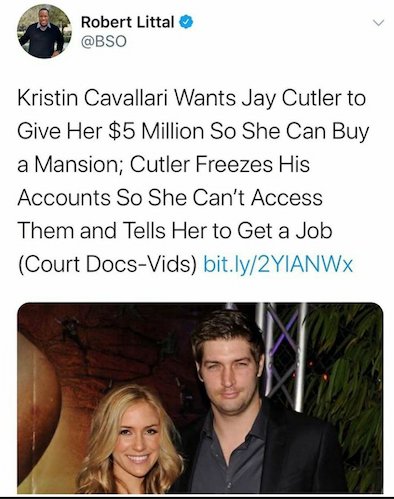 Robert Littal
@BSO
Kristin Cavallari Wants Jay Cutler to
Give Her $5 Million So She Can Buy
a Mansion; Cutler Freezes His
Accounts So She Can’t Access
Them and Tells Her to Get a Job
(Court Docs-Vids) bit.ly/2YIANWx